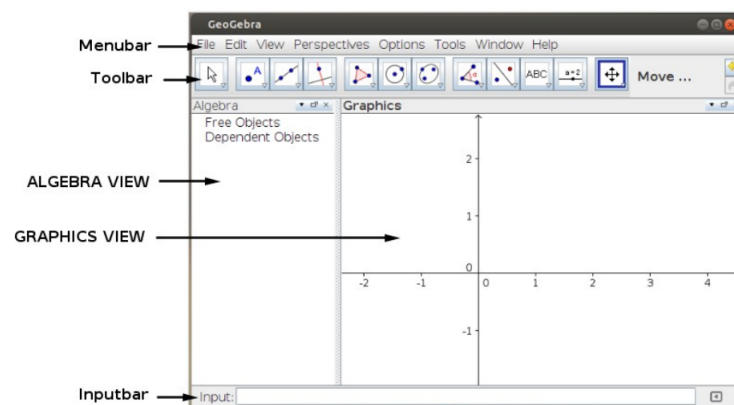 GeoGebra
Menubar
File Edit View Perspectives Options Tools Window Help
Toolbar
A
α
ABC
a=2
Move ...
Algebra
Graphics
Free Objects
Dependent Objects
ALGEBRA VIEW
GRAPHICS VIEW
2
1
0
-2 -1 0 1 2 3 4
-1
Inputbar
Input: